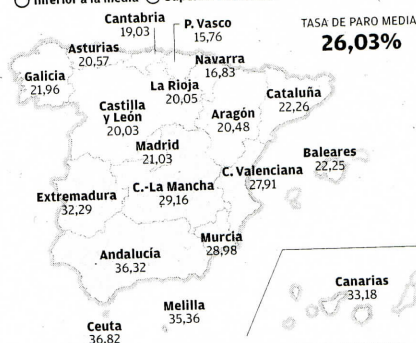 Inferior a la media
Cantabria
19,03
P. Vasco
15,76
TASA DE PARO MEDIA
26,03%
Asturias
20,57
Navarra
16,83
Galicia
21,96
La Rioja
20,05
Cataluña
22,26
Castilla
y León
20,03
Aragón
20,48
Madrid
21,03
Baleares
22,25
C. Valenciana
27,91
C.-La Mancha
29,16
Extremadura
32,29
Murcia
28,98
Andalucía
36,32
Canarias
33,18
Melilla
35,36
Ceuta
36,82